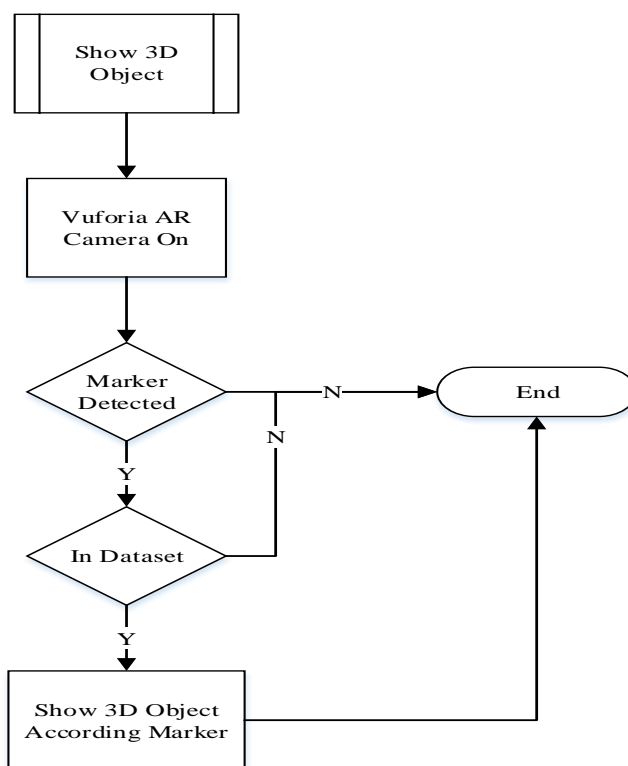 Show 3D
Object
Vuforia AR
Camera On
Marker
Detected
N
End
N
Y
In Dataset
Y
Show 3D Object
According Marker